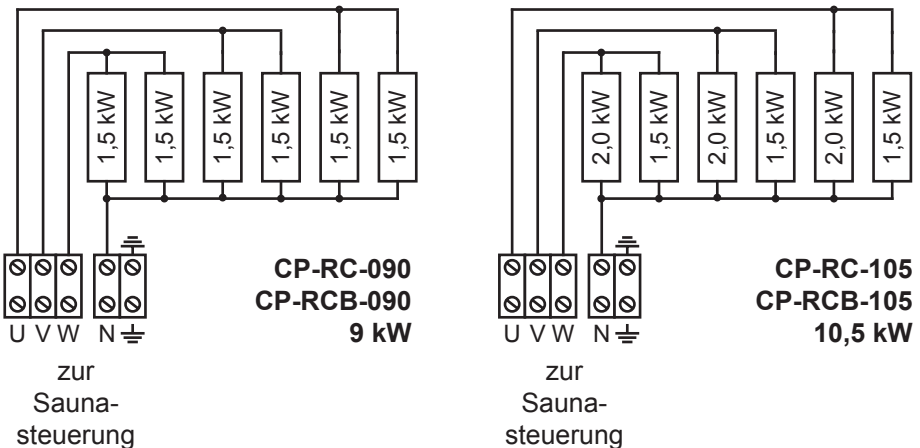 1,5 kW
1,5 kW
1,5 kW
1,5 kW
1,5 kW
1,5 kW
CP-RC-090
CP-RCB-090
9 kW
U V W N
zur
Sauna-
steuerung
2,0 kW
1,5 kW
2,0 kW
1,5 kW
2,0 kW
1,5 kW
CP-RC-105
CP-RCB-105
10,5 kW
U V W N
zur
Sauna-
steuerung